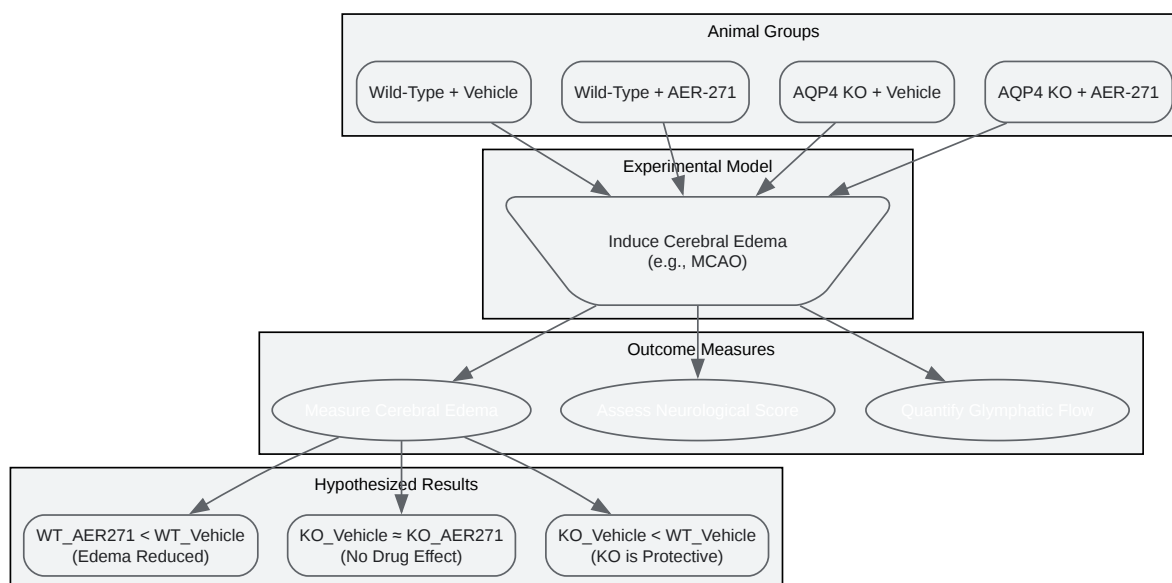 Animal Groups
Wild-Type + Vehicle
Wild-Type + AER-271
AQP4 KO + Vehicle
AQP4 KO + AER-271
Experimental Model
Induce Cerebral Edema
(e.g., MCAO)
Outcome Measures
Measure Cerebral Edema
Assess Neurological Score
Quantify Glymphatic Flow
Hypothesized Results
WT_AER271 < WT_Vehicle
(Edema Reduced)
KO_Vehicle ≈ KO_AER271
(No Drug Effect)
KO_Vehicle < WT_Vehicle
(KO is Protective)